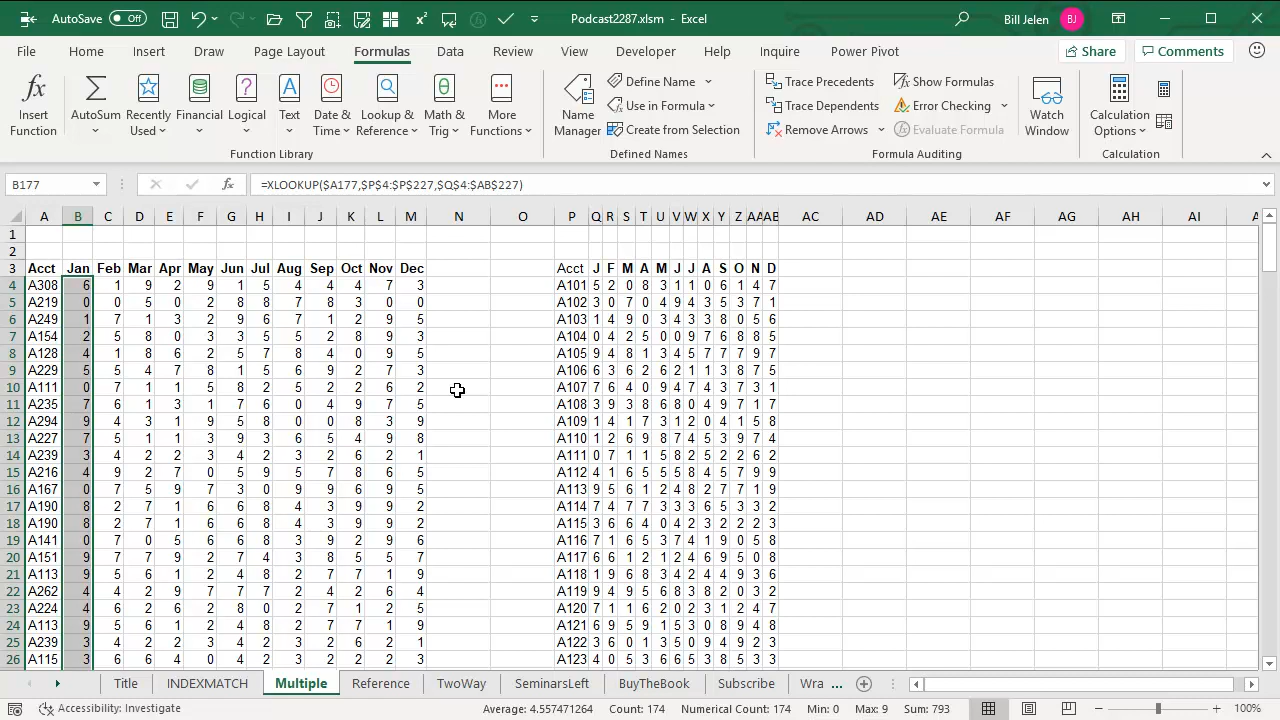 AutoSave Off Podcast2287.xlsm - Excel Bill Jelen BJ
File Home Insert Draw Page Layout Formulas Data Review View Developer Help Inquire Power Pivot Share Comments
Insert Function
AutoSum
Recently Used
Financial
Logical
Text
Date & Time
Lookup & Reference
Math & Trig
More Functions
Function Library
Name Manager
Define Name
Use in Formula
Create from Selection
Defined Names
Trace Precedents
Trace Dependents
Remove Arrows
Show Formulas
Error Checking
Evaluate Formula
Formula Auditing
Watch Window
Calculation Options
Calculation
B177 fx =XLOOKUP($A177,$P$4:$P$227,$Q$4:$AB$227)
A B C D E F G H I J K L M N O P Q R S T U V W X Y Z AA AB AC AD AE AF AG AH AI A
1
2
3 Acct Jan Feb Mar Apr May Jun Jul Aug Sep Oct Nov Dec Acct J F M A M J J A S O N D
4 A308 6 1 9 2 9 1 5 4 4 4 7 3 A101 5 2 0 8 3 1 1 0 6 1 4 7
5 A219 0 0 5 0 2 8 8 7 8 3 0 0 A102 3 0 7 0 4 9 4 3 5 3 7 1
6 A249 1 7 1 3 2 9 6 7 1 2 9 5 A103 1 4 9 0 3 4 3 3 8 0 5 6
7 A154 2 5 8 0 3 3 5 5 2 8 9 3 A104 0 4 2 5 0 0 9 7 6 8 8 5
8 A128 4 1 8 6 2 5 7 8 4 0 9 5 A105 9 4 8 1 3 4 5 7 7 7 9 7
9 A229 5 5 4 7 8 1 5 6 9 2 7 3 A106 6 3 6 2 6 2 1 1 3 8 7 5
10 A111 0 7 1 1 5 8 2 5 2 2 6 2 A107 7 6 4 0 9 4 7 4 3 7 3 1
11 A235 7 6 1 3 1 7 6 0 4 9 7 5 A108 3 9 3 8 6 8 0 4 9 7 1 7
12 A294 9 4 3 1 9 5 8 0 0 8 3 9 A109 1 4 1 7 3 1 2 0 4 1 5 8
13 A227 7 5 1 1 3 9 3 6 5 4 9 8 A110 1 2 6 9 8 7 4 5 3 9 7 4
14 A239 3 4 2 2 3 4 2 3 2 6 2 1 A111 0 7 1 1 5 8 2 5 2 2 6 2
15 A216 4 9 2 7 0 5 9 5 7 8 6 5 A112 4 1 6 5 5 5 8 4 5 7 9 9
16 A167 0 7 5 9 7 3 0 9 9 6 9 5 A113 9 5 6 1 2 4 8 2 7 7 1 9
17 A190 8 2 7 1 6 6 8 4 3 9 9 2 A114 7 4 7 7 3 3 3 6 5 3 3 2
18 A190 8 2 7 1 6 6 8 4 3 9 9 2 A115 3 6 6 4 0 4 2 3 2 2 2 3
19 A141 0 7 0 5 6 6 8 3 9 2 9 6 A116 7 1 6 5 3 7 4 1 9 0 5 8
20 A151 9 7 7 9 2 7 4 3 8 5 5 7 A117 6 6 1 2 1 2 4 6 9 5 0 8
21 A113 9 5 6 1 2 4 8 2 7 7 1 9 A118 1 9 6 8 3 4 2 4 4 9 3 6
22 A262 4 4 2 9 7 7 7 2 4 2 6 4 A119 9 4 9 5 6 8 3 8 2 0 3 2
23 A224 4 6 2 6 2 8 0 2 7 1 2 5 A120 7 1 1 6 2 0 2 3 1 2 4 7
24 A113 9 5 6 1 2 4 8 2 7 7 1 9 A121 6 9 5 9 1 5 3 0 8 9 4 8
25 A239 3 4 2 2 3 4 2 3 2 6 2 1 A122 3 6 0 1 3 5 0 9 4 9 2 3
26 A115 3 6 6 4 0 4 2 3 2 2 2 3 A123 4 0 5 3 6 6 5 3 8 5 3 3
Title INDEXMATCH Multiple Reference TwoWay SeminarsLeft BuyTheBook Subscribe Wra ...
Accessibility: Investigate Average: 4.557471264 Count: 174 Numerical Count: 174 Min: 0 Max: 9 Sum: 793 100%